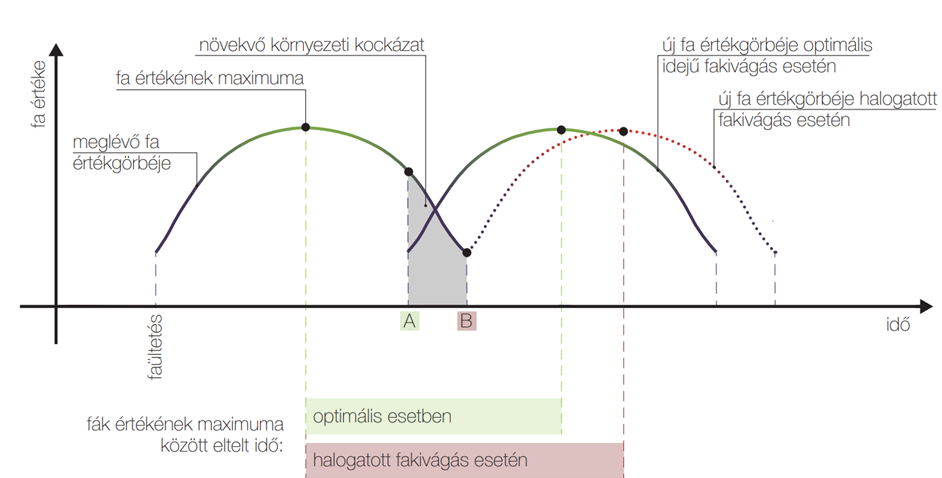 növekvő környezeti kockázat
új fa értékgörbéje optimális
idejű fakivágás esetén
fa értékének maximuma
új fa értékgörbéje halogatott
fakivágás esetén
fa értéke
meglévő fa
értékgörbéje
A
B
idő
faültetés
fák értékének maximuma
között eltelt idő:
optimális esetben
halogatott fakivágás esetén